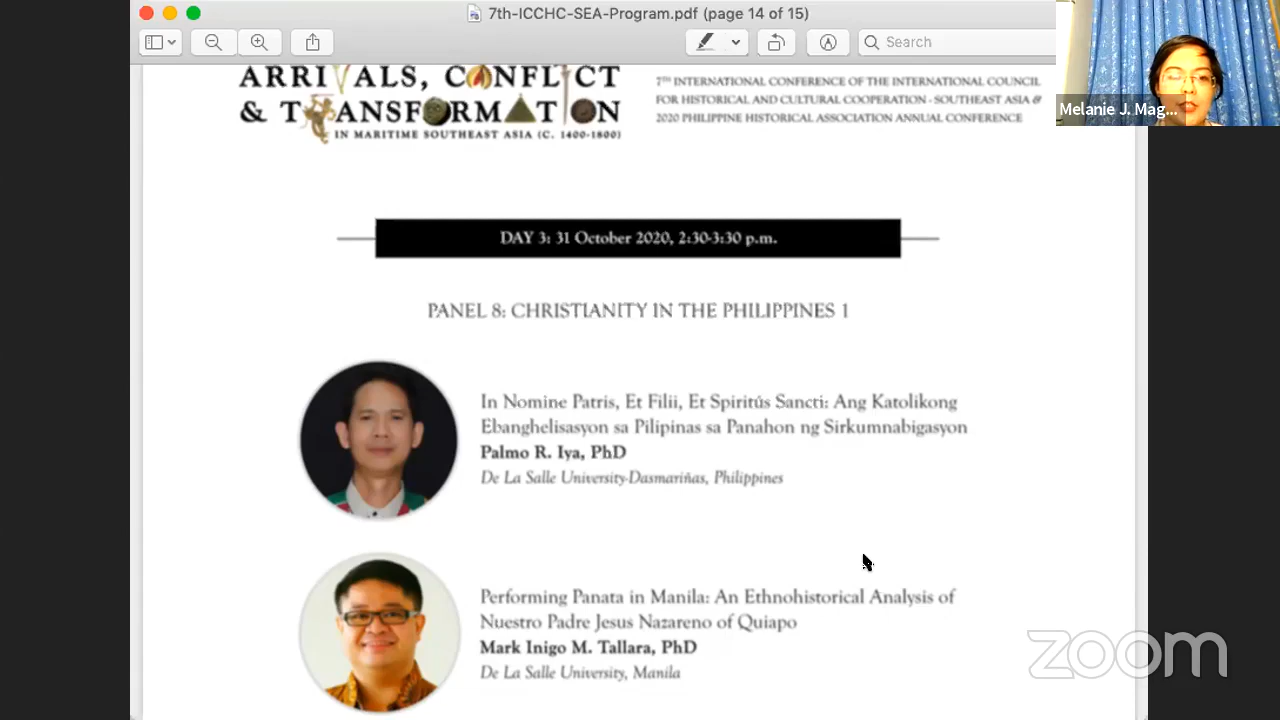 7th-ICCHC-SEA-Program.pdf (page 14 of 15)
Search
Melanie J. Mag...
ARRIVALS, CONFLICT
& TRANSFORMATION
IN MARITIME SOUTHEAST ASIA (C. 1400-1800)
7TH INTERNATIONAL CONFERENCE OF THE INTERNATIONAL COUNCIL
FOR HISTORICAL AND CULTURAL COOPERATION - SOUTHEAST ASIA &
2020 PHILIPPINE HISTORICAL ASSOCIATION ANNUAL CONFERENCE
DAY 3: 31 October 2020, 2:30-3:30 p.m.
PANEL 8: CHRISTIANITY IN THE PHILIPPINES 1
In Nomine Patris, Et Filii, Et Spiritús Sancti: Ang Katolikong
Ebanghelisasyon sa Pilipinas sa Panahon ng Sirkumnabigasyon
Palmo R. Iya, PhD
De La Salle University-Dasmariñas, Philippines
Performing Panata in Manila: An Ethnohistorical Analysis of
Nuestro Padre Jesus Nazareno of Quiapo
Mark Inigo M. Tallara, PhD
De La Salle University, Manila
zoom